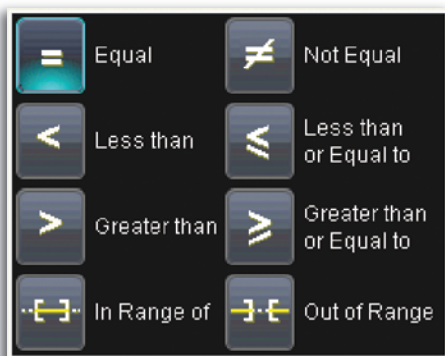 = Equal
≠ Not Equal
< Less than
≤ Less than
or Equal to
> Greater than
≥ Greater than
or Equal to
In Range of
Out of Range